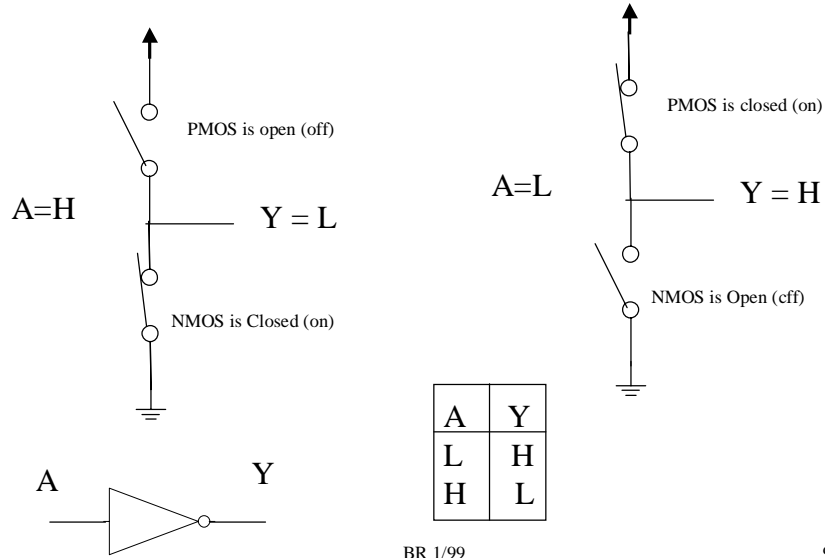 PMOS is open (off)
A=H
Y = L
NMOS is Closed (on)
PMOS is closed (on)
A=L
Y = H
NMOS is Open (cff)
A
Y
A Y
L H
H L
BR 1/99